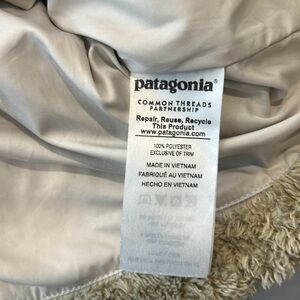 patagonia®
COMMON THREADS
PARTNERSHIP
Repair, Reuse, Recycle
This Product
www.patagonia.com
100% POLYESTER
EXCLUSIVE OF TRIM
MADE IN VIETNAM
FABRIQUÉ AU VIETNAM
HECHO EN VIETNAM